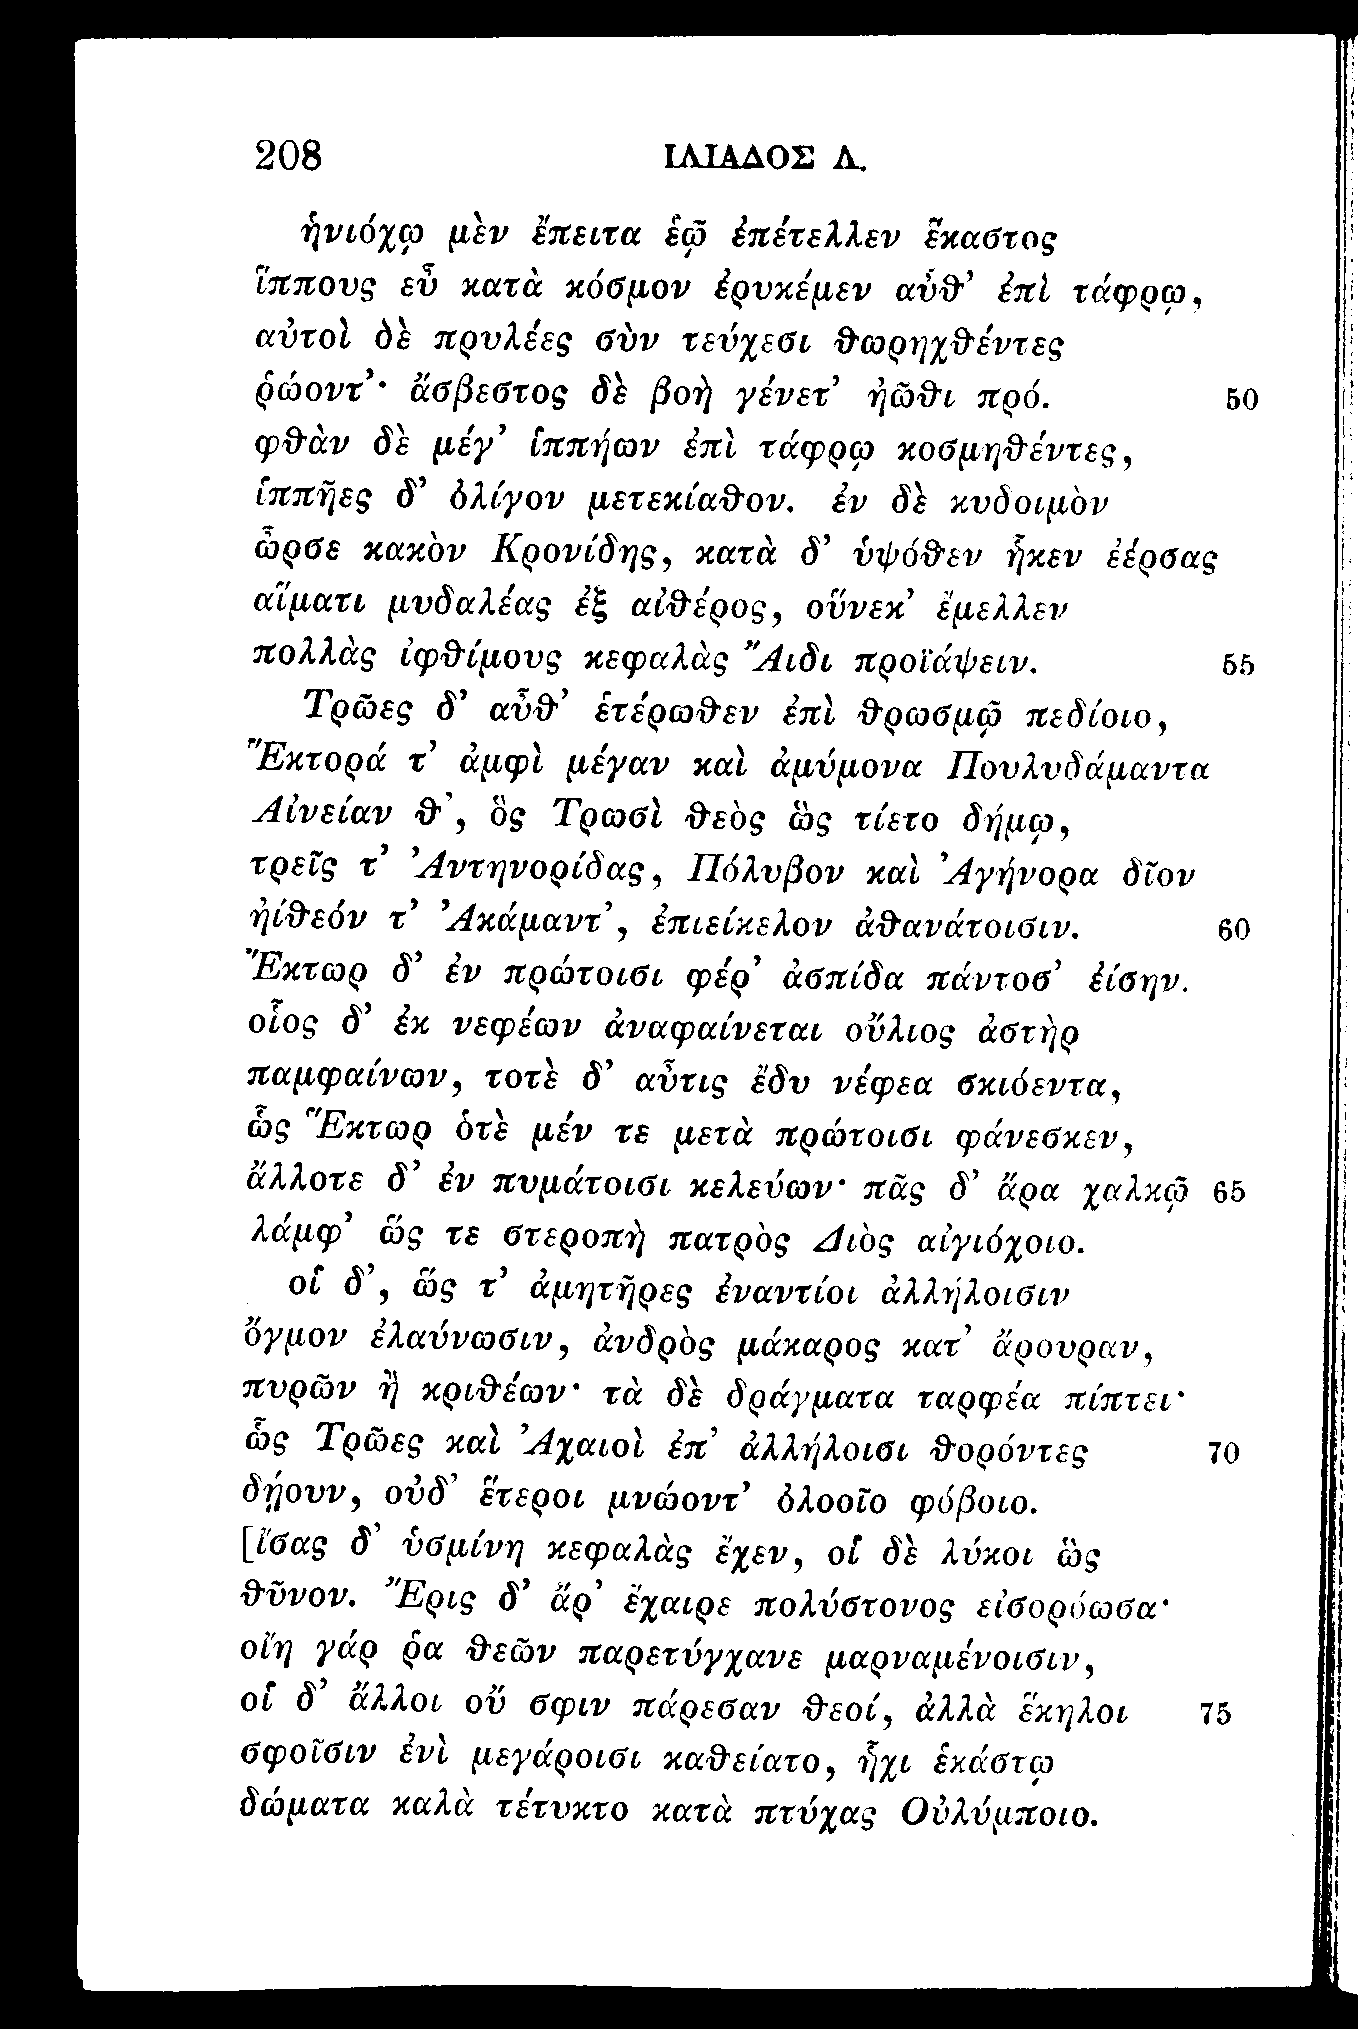 208 ΙΛΙΑΔΟΣ Λ.
ἡνιόχῳ μὲν ἔπειτα ἑῷ ἐπέτελλεν ἕκαστος
ἵππους εὖ κατὰ κόσμον ἐρυκέμεν αὖθ’ ἐπὶ τάφρῳ,
αὐτοὶ δὲ πρυλέες σὺν τεύχεσι θωρηχθέντες
ῥώοντ’· ἄσβεστος δὲ βοὴ γένετ’ ἠῶθι πρό. 50
φθὰν δὲ μέγ’ ἱππήων ἐπὶ τάφρῳ κοσμηθέντες,
ἱππῆες δ’ ὀλίγον μετεκίαθον. ἐν δὲ κυδοιμὸν
ὦρσε κακὸν Κρονίδης, κατὰ δ’ ὑψόθεν ἧκεν ἐέρσας
αἵματι μυδαλέας ἐξ αἰθέρος, οὕνεκ’ ἔμελλεν
πολλὰς ἰφθίμους κεφαλὰς Ἄιδι προϊάψειν. 55
Τρῶες δ’ αὖθ’ ἑτέρωθεν ἐπὶ θρωσμῷ πεδίοιο,
Ἕκτορά τ’ ἀμφὶ μέγαν καὶ ἀμύμονα Πουλυδάμαντα
Αἰνείαν θ’, ὃς Τρωσὶ θεὸς ὣς τίετο δήμῳ,
τρεῖς τ’ Ἀντηνορίδας, Πόλυβον καὶ Ἀγήνορα δῖον
ἠίθεόν τ’ Ἀκάμαντ’, ἐπιείκελον ἀθανάτοισιν. 60
Ἕκτωρ δ’ ἐν πρώτοισι φέρ’ ἀσπίδα πάντοσ’ ἐίσην.
οἷος δ’ ἐκ νεφέων ἀναφαίνεται οὔλιος ἀστὴρ
παμφαίνων, τοτὲ δ’ αὖτις ἔδυ νέφεα σκιόεντα,
ὣς Ἕκτωρ ὁτὲ μέν τε μετὰ πρώτοισι φάνεσκεν,
ἄλλοτε δ’ ἐν πυμάτοισι κελεύων· πᾶς δ’ ἄρα χαλκῷ 65
λάμφ’ ὥς τε στεροπὴ πατρὸς Διὸς αἰγιόχοιο.
οἳ δ’, ὥς τ’ ἀμητῆρες ἐναντίοι ἀλλήλοισιν
ὄγμον ἐλαύνωσιν, ἀνδρὸς μάκαρος κατ’ ἄρουραν,
πυρῶν ἢ κριθέων· τὰ δὲ δράγματα ταρφέα πίπτει·
ὣς Τρῶες καὶ Ἀχαιοὶ ἐπ’ ἀλλήλοισι θορόντες 70
δῄουν, οὐδ’ ἕτεροι μνώοντ’ ὀλοοῖο φόβοιο.
[ἴσας δ’ ὑσμίνη κεφαλὰς ἔχεν, οἳ δὲ λύκοι ὣς
θῦνον. Ἔρις δ’ ἄρ’ ἔχαιρε πολύστονος εἰσορόωσα·
οἴη γάρ ῥα θεῶν παρετύγχανε μαρναμένοισιν,
οἳ δ’ ἄλλοι οὔ σφιν πάρεσαν θεοί, ἀλλὰ ἕκηλοι 75
σφοῖσιν ἐνὶ μεγάροισι καθείατο, ἧχι ἑκάστῳ
δώματα καλὰ τέτυκτο κατὰ πτύχας Οὐλύμποιο.